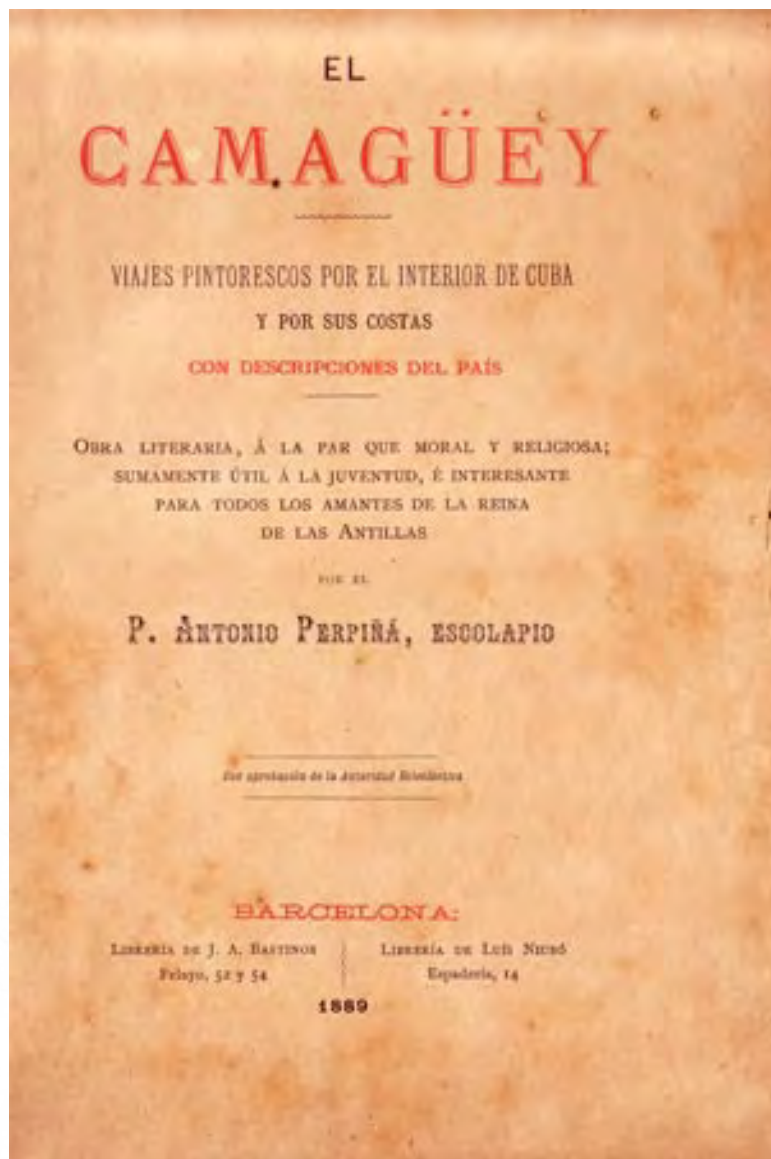 EL
CAMAGÜEY
VIAJES PINTORESCOS POR EL INTERIOR DE CUBA
Y POR SUS COSTAS
CON DESCRIPCIONES DEL PAÍS
OBRA LITERARIA, Á LA PAR QUE MORAL Y RELIGIOSA;
SUMAMENTE ÚTIL Á LA JUVENTUD, É INTERESANTE
PARA TODOS LOS AMANTES DE LA REINA
DE LAS ANTILLAS
POR EL
P. ANTONIO PERPIÑÁ, ESCOLAPIO
Con aprobación de la Autoridad Eclesiástica
BARCELONA:
LIBRERÍA DE J. A. BASTINOS
Pelayo, 52 y 54
LIBRERÍA DE LUÍS NIUBÓ
Espadería, 14
1889